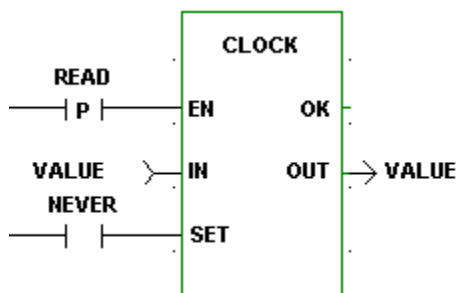 CLOCK
READ
P
EN OK
VALUE IN OUT VALUE
NEVER
SET